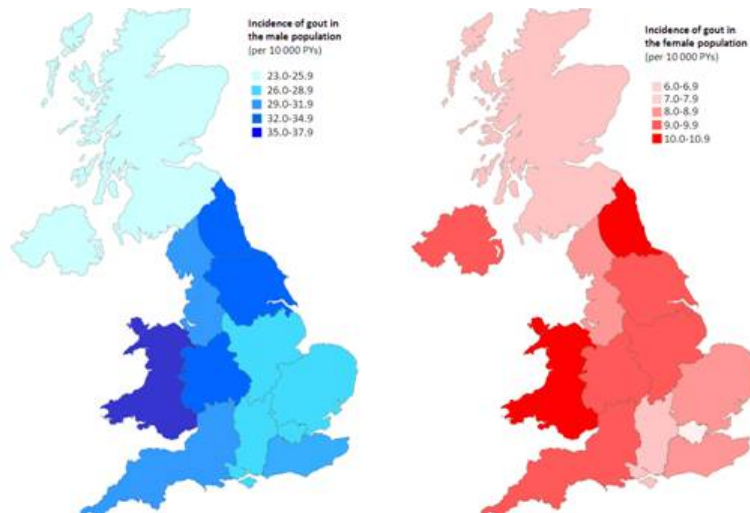 Incidence of gout in
the male population
(per 10 000 PYs)
23.0-25.9
26.0-28.9
29.0-31.9
32.0-34.9
35.0-37.9
Incidence of gout in
the female population
(per 10 000 PYs)
6.0-6.9
7.0-7.9
8.0-8.9
9.0-9.9
10.0-10.9